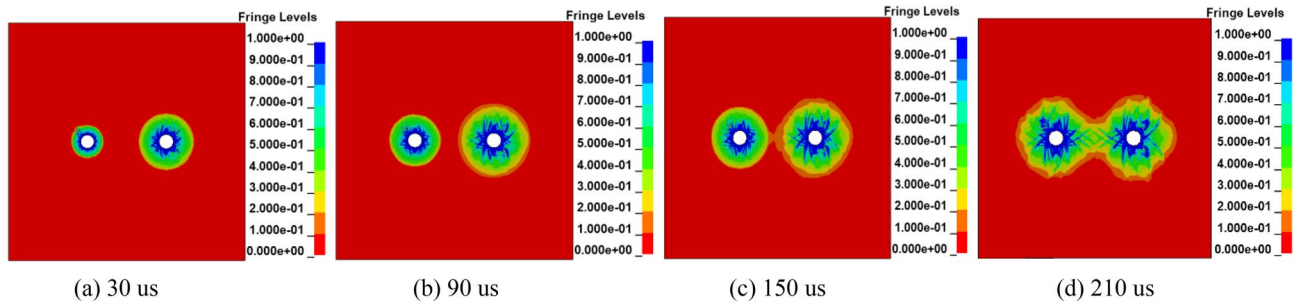 Fringe Levels
1.000e+00
9.000e-01
8.000e-01
7.000e-01
6.000e-01
5.000e-01
4.000e-01
3.000e-01
2.000e-01
1.000e-01
0.000e+00
(a) 30 us
Fringe Levels
1.000e+00
9.000e-01
8.000e-01
7.000e-01
6.000e-01
5.000e-01
4.000e-01
3.000e-01
2.000e-01
1.000e-01
0.000e+00
(b) 90 us
Fringe Levels
1.000e+00
9.000e-01
8.000e-01
7.000e-01
6.000e-01
5.000e-01
4.000e-01
3.000e-01
2.000e-01
1.000e-01
0.000e+00
(c) 150 us
Fringe Levels
1.000e+00
9.000e-01
8.000e-01
7.000e-01
6.000e-01
5.000e-01
4.000e-01
3.000e-01
2.000e-01
1.000e-01
0.000e+00
(d) 210 us